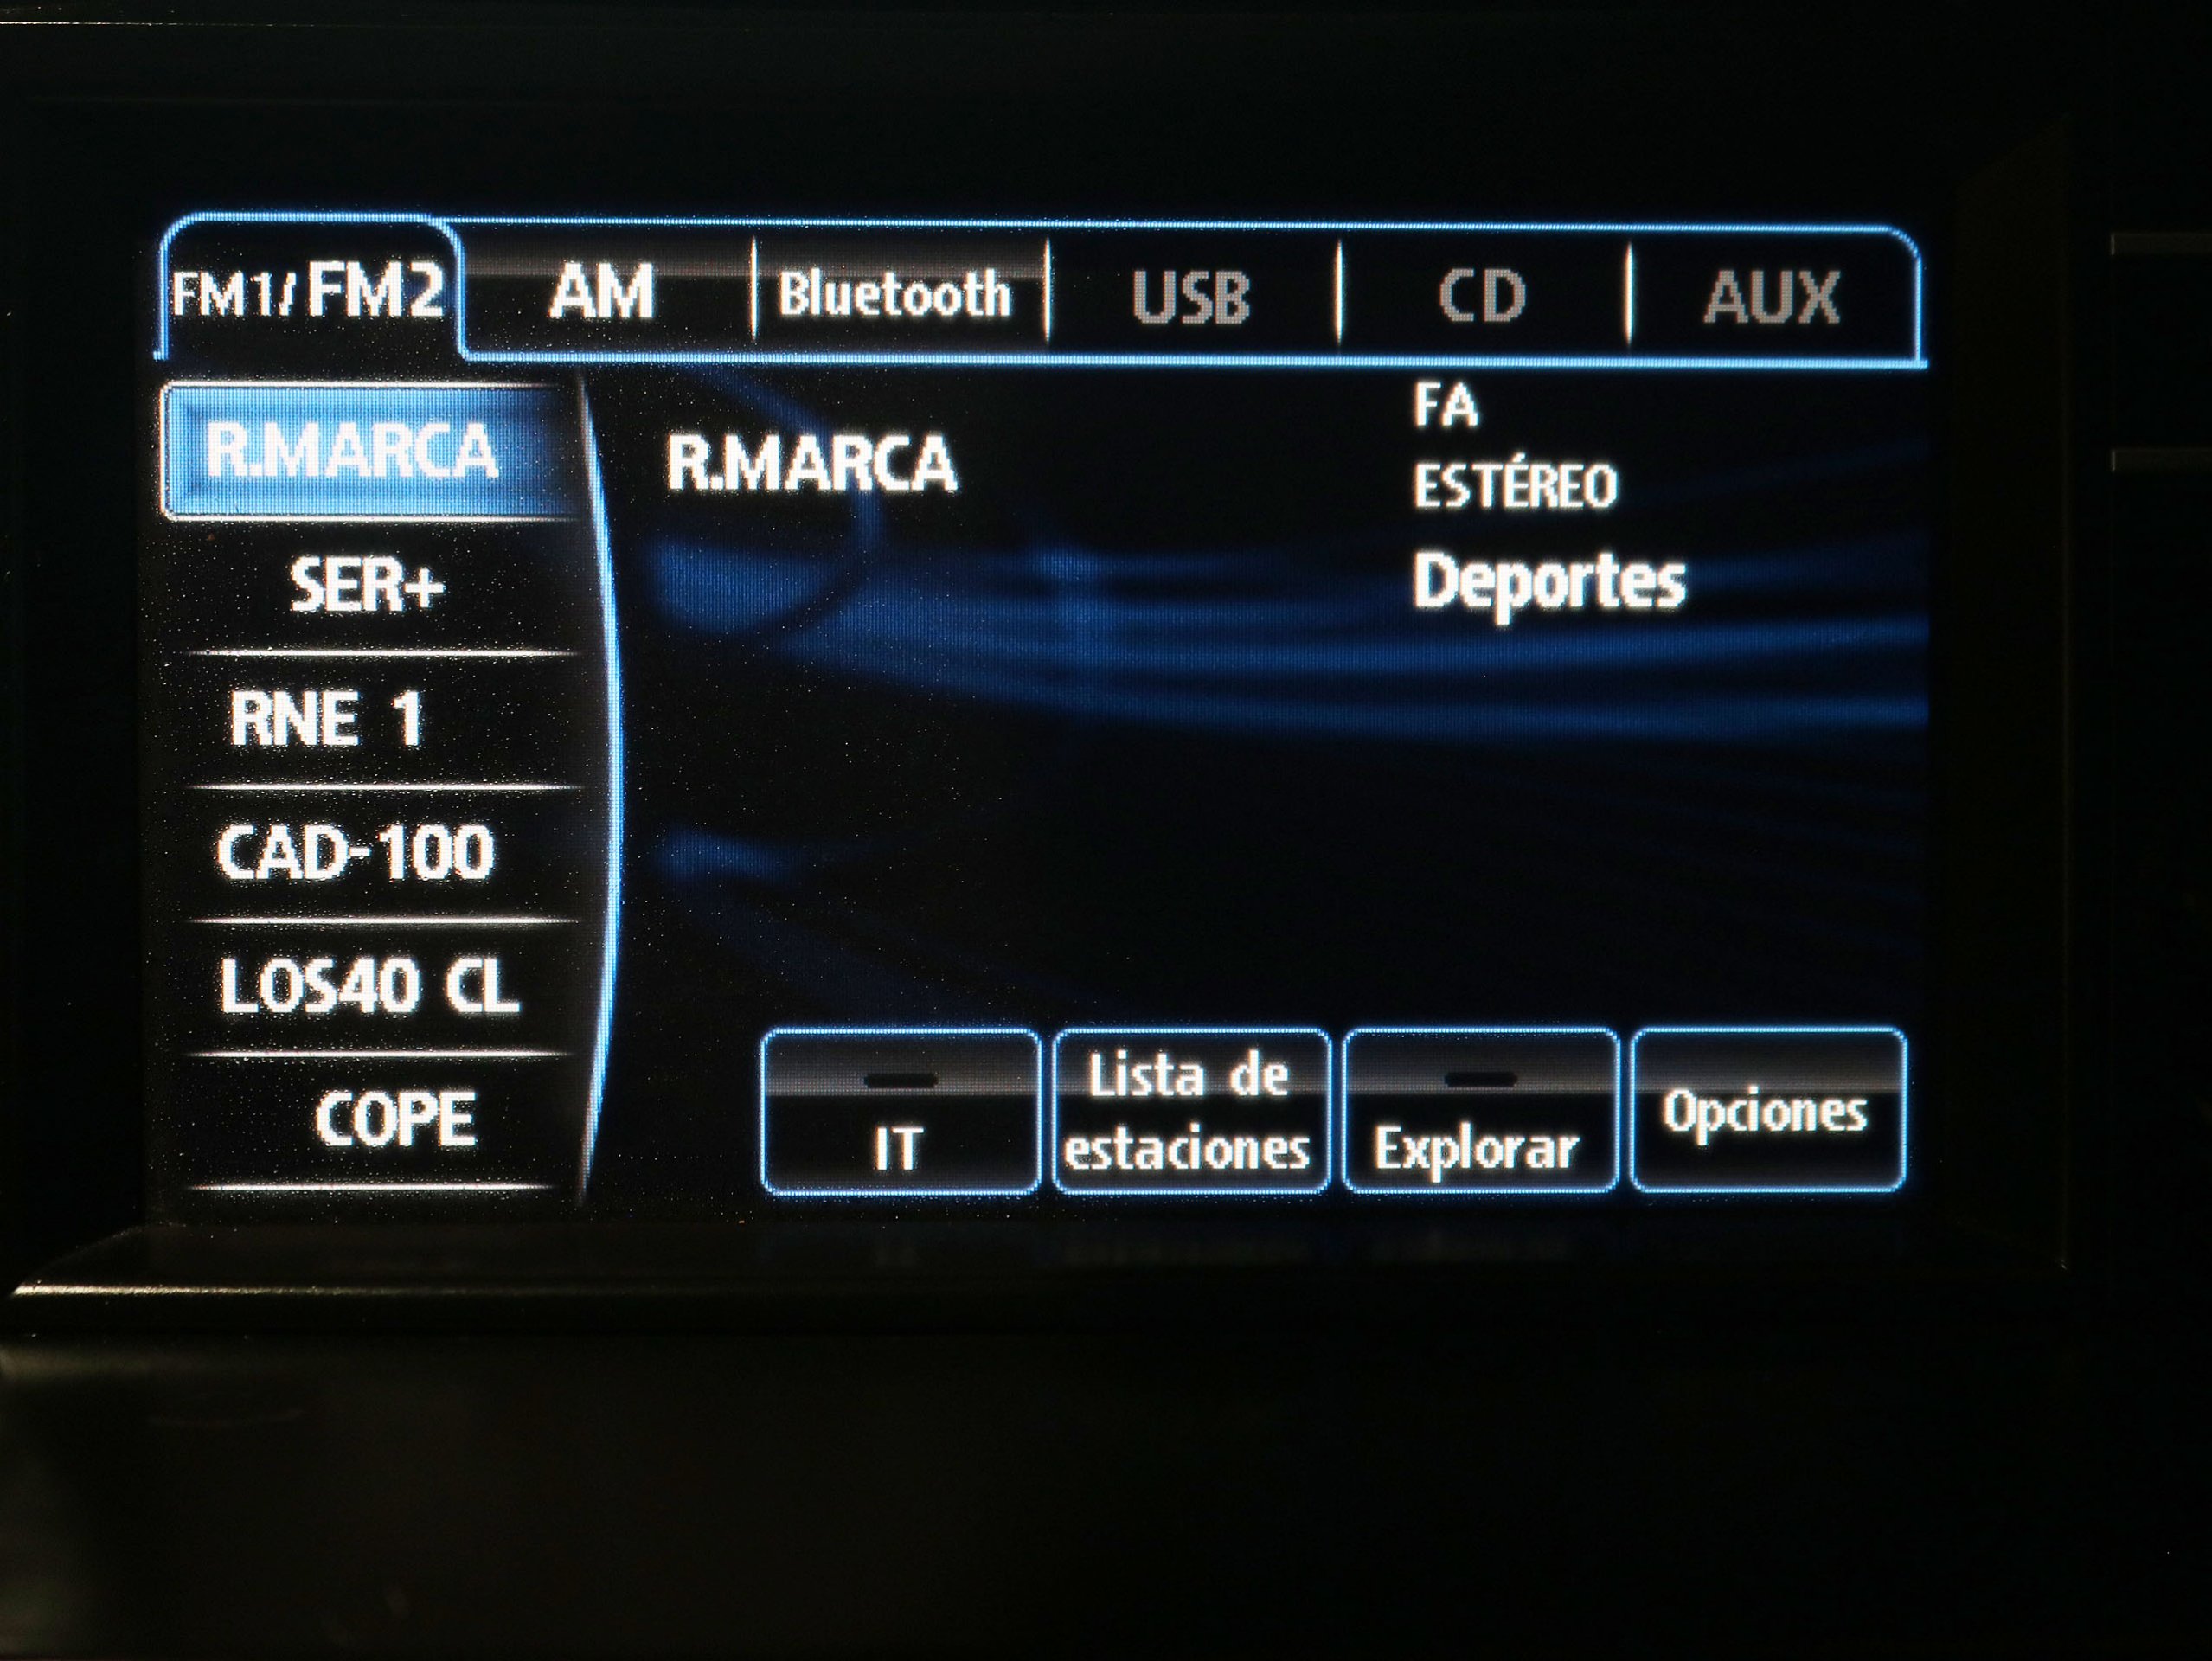 FM1/ FM2 AM Bluetooth USB CD AUX
R.MARCA
SER+
RNE 1
CAD-100
LOS40 CL
COPE
R.MARCA
FA
ESTÉREO
Deportes
IT
Lista de
estaciones
Explorar
Opciones